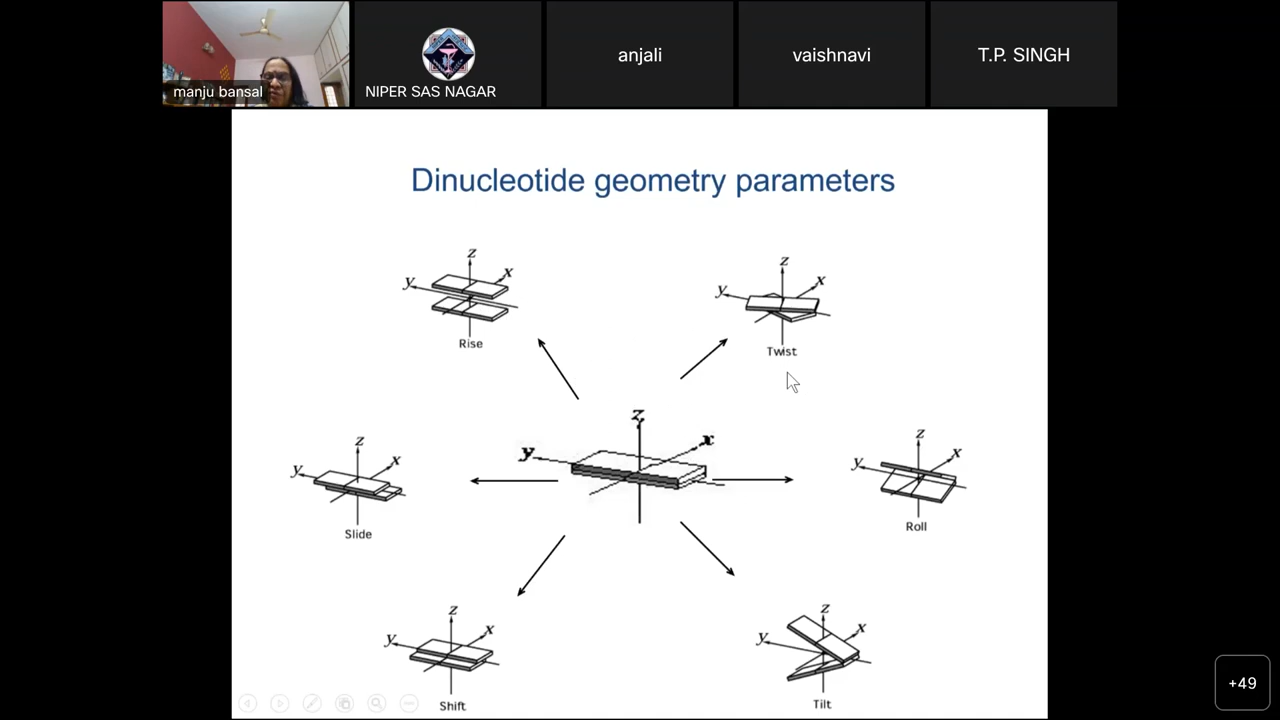 manju bansal
NIPER SAS NAGAR
anjali
vaishnavi
T.P. SINGH
Dinucleotide geometry parameters
z
x
y
Rise
z
x
y
Twist
z
x
y
z
x
y
Slide
z
x
y
Roll
z
x
y
Shift
z
x
y
Tilt
+49